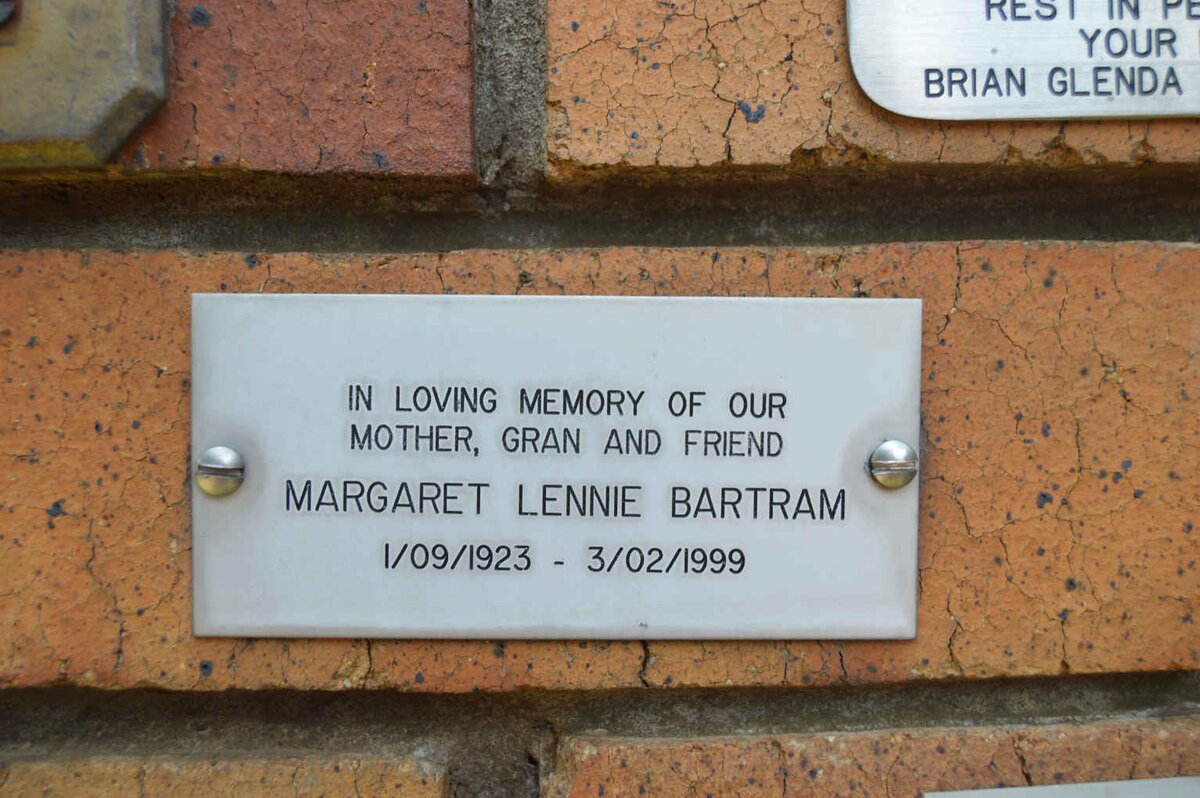 REST IN
YOUR
BRIAN GLENDA
IN LOVING MEMORY OF OUR
MOTHER, GRAN AND FRIEND
MARGARET LENNIE BARTRAM
1/09/1923 - 3/02/1999